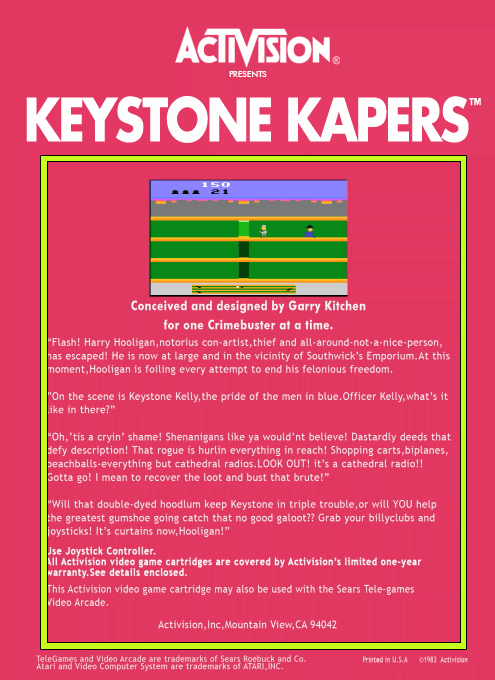 ACTIVISION®
PRESENTS
KEYSTONE KAPERS™
150
21
Conceived and designed by Garry Kitchen
for one Crimebuster at a time.
“Flash! Harry Hooligan,notorius con-artist,thief and all-around-not-a-nice-person,
has escaped! He is now at large and in the vicinity of Southwick’s Emporium.At this
moment,Hooligan is foiling every attempt to end his felonious freedom.
“On the scene is Keystone Kelly,the pride of the men in blue.Officer Kelly,what’s it
like in there?”
“Oh,’tis a cryin’ shame! Shenanigans like ya would’nt believe! Dastardly deeds that
defy description! That rogue is hurlin everything in reach! Shopping carts,biplanes,
beachballs-everything but cathedral radios.LOOK OUT! it’s a cathedral radio!!
Gotta go! I mean to recover the loot and bust that brute!”
“Will that double-dyed hoodlum keep Keystone in triple trouble,or will YOU help
the greatest gumshoe going catch that no good galoot?? Grab your billyclubs and
joysticks! It’s curtains now,Hooligan!”
Use Joystick Controller.
All Activision video game cartridges are covered by Activision’s limited one-year
warranty.See details enclosed.
This Activision video game cartridge may also be used with the Sears Tele-games
Video Arcade.
Activision,Inc,Mountain View,CA 94042
TeleGames and Video Arcade are trademarks of Sears Roebuck and Co.
Atari and Video Computer System are trademarks of ATARI,INC.
Printed in U.S.A ©1983 Activision